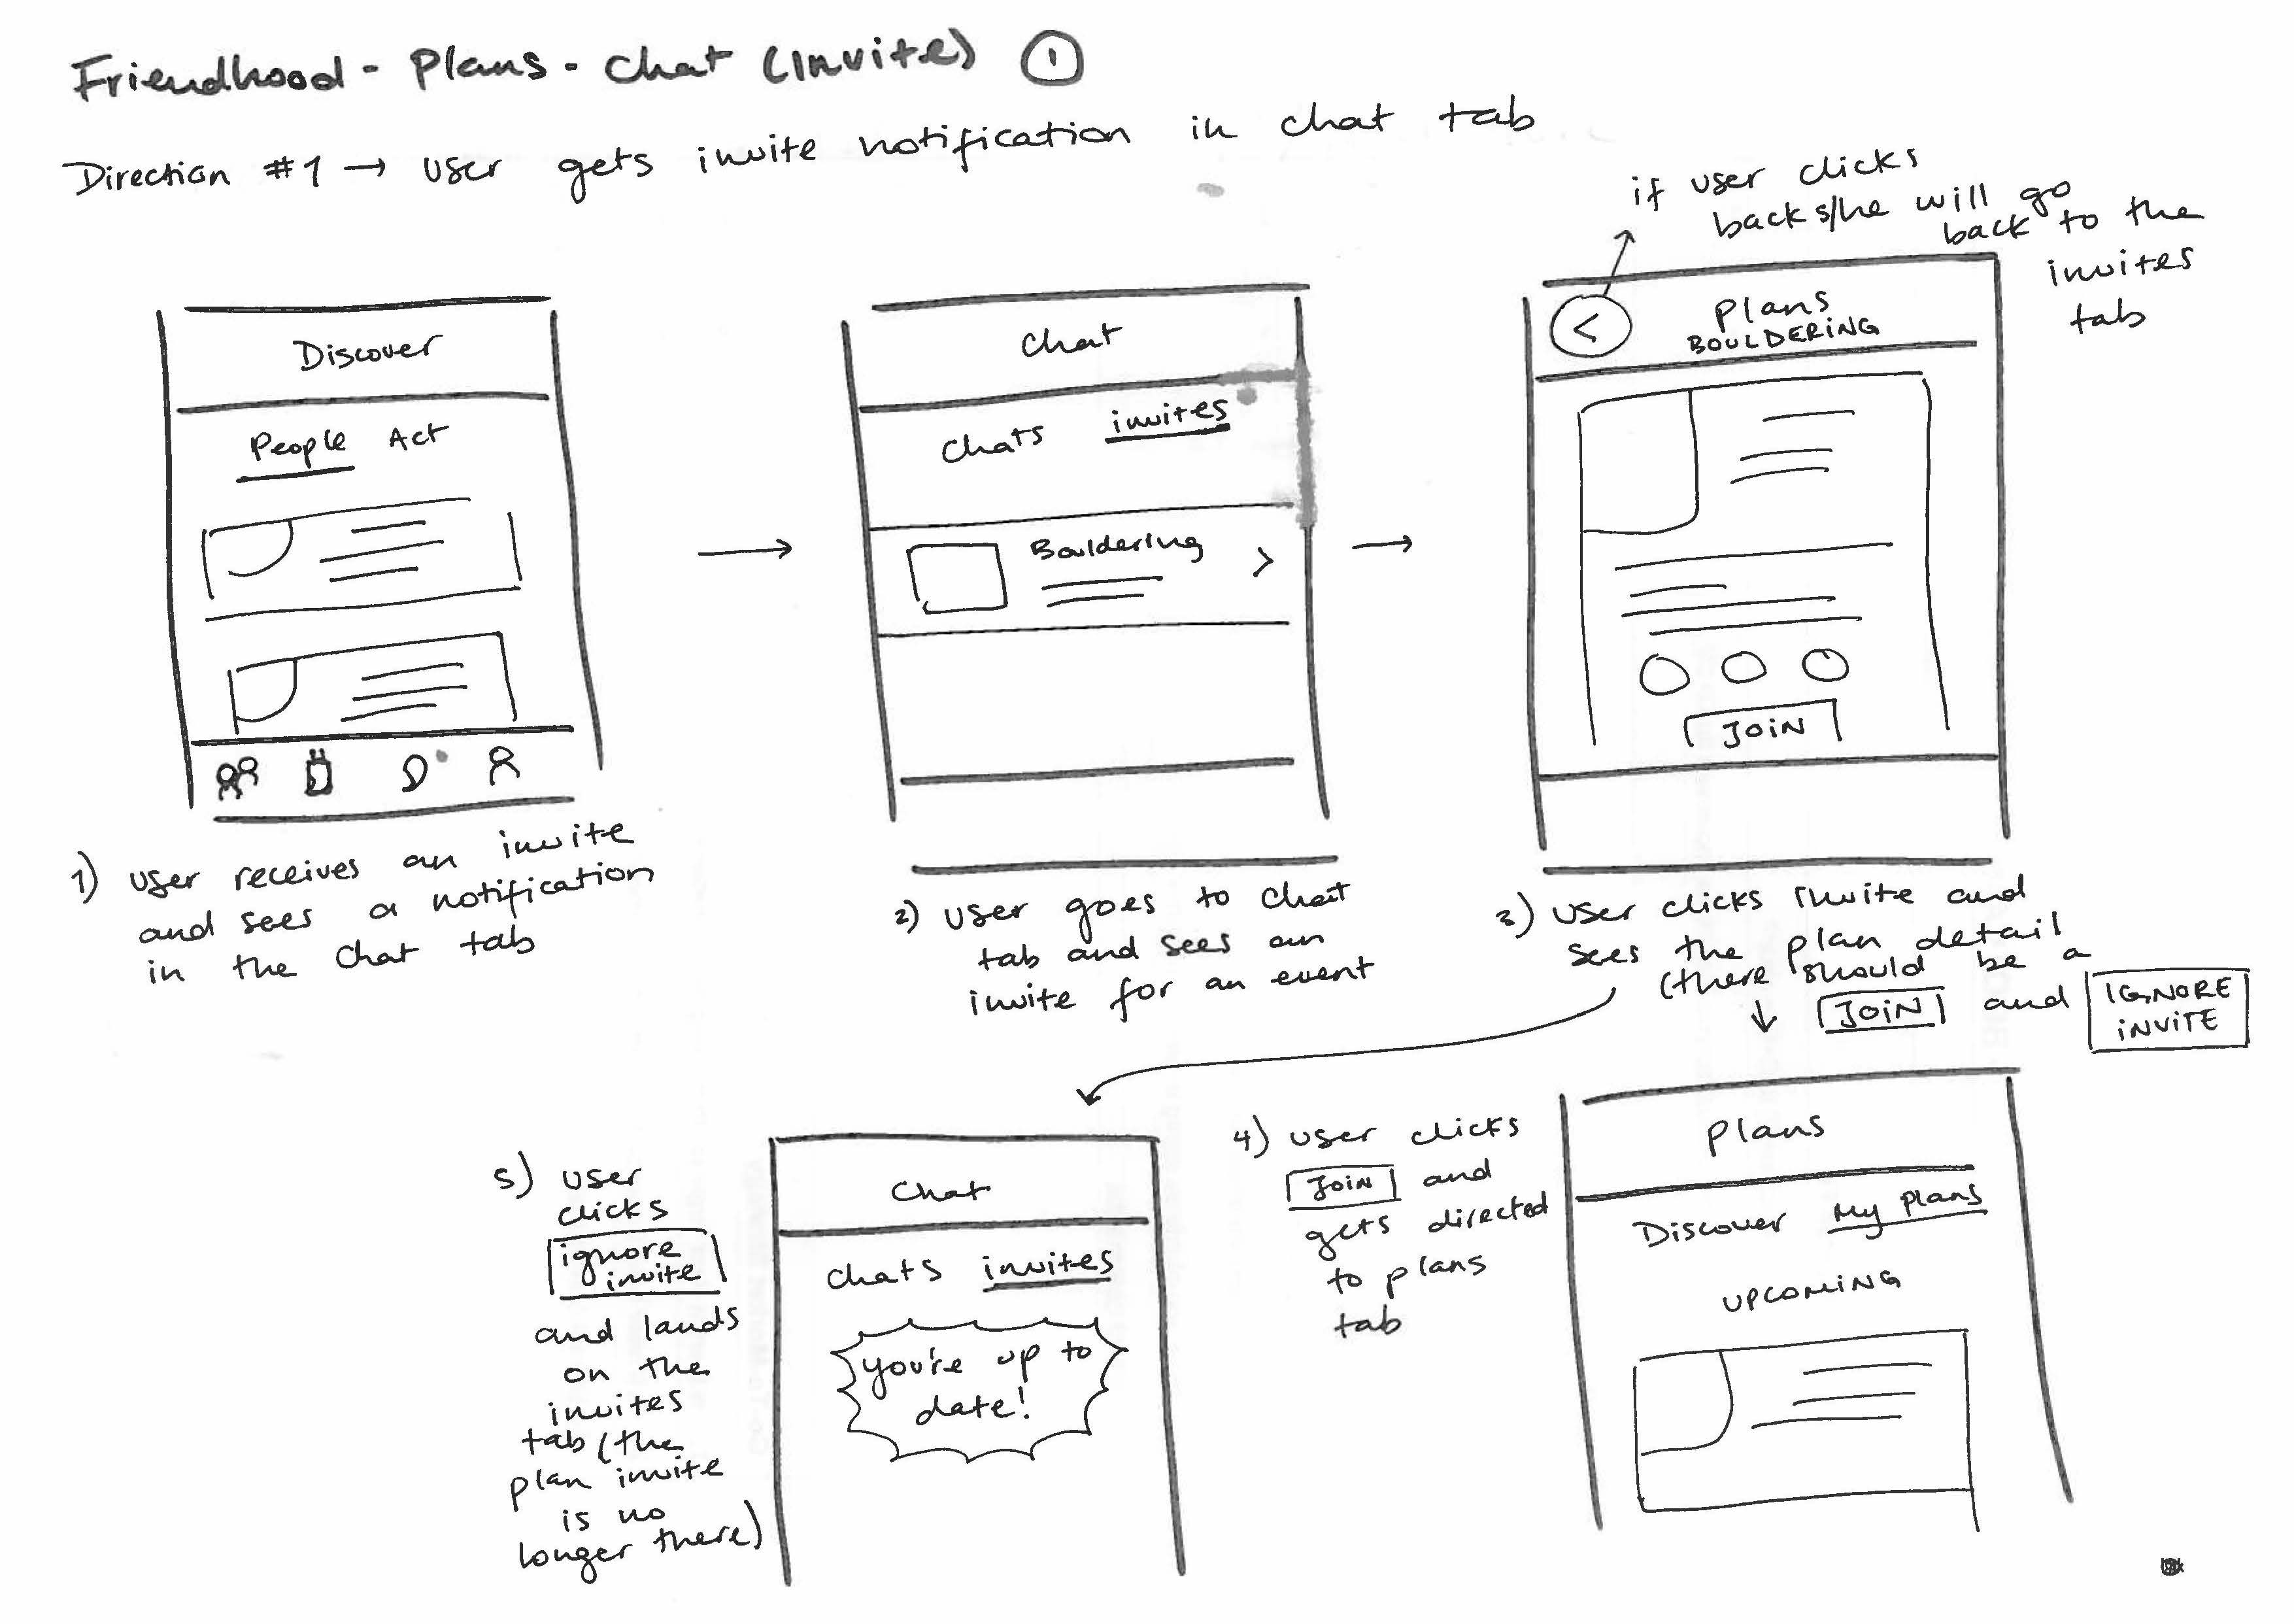 Friendhood - Plans - Chat (invite) 1
Direction #1 → user gets invite notification in chat tab
if user clicks
back s/he will go
back to the
invites
tab
Discover
People Act
1) user receives an invite
and sees a notification
in the chat tab
Chat
Chats invites
Bouldering >
2) user goes to chat
tab and sees an
invite for an event
<
Plans
BOULDERING
JOIN
3) user clicks invite and
sees the plan detail
(there should be a
JOIN and IGNORE
INVITE
5) user
clicks
ignore
invite
and lands
on the
invites
tab (the
plan invite
is no
longer there)
Chat
Chats invites
You're up to
date!
4) user clicks
JOIN and
gets directed
to plans
tab
Plans
Discover My plans
UPCOMING